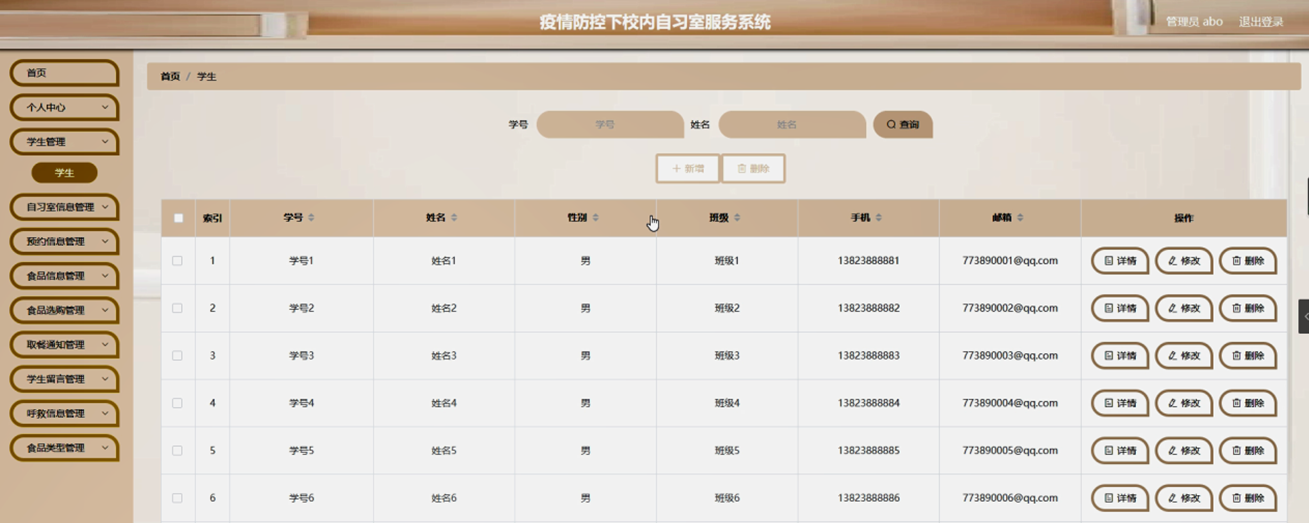 疫情防控下校内自习室服务系统
管理员 abo 退出登录
首页
个人中心
学生管理
学生
自习室信息管理
预约信息管理
食品信息管理
食品选购管理
取餐通知管理
学生留言管理
呼救信息管理
食品类型管理
首页 / 学生
学号 学号 姓名 姓名 查询
新增 删除
索引 学号 姓名 性别 班级 手机 邮箱 操作
1 学号1 姓名1 男 班级1 13823888881 773890001@qq.com 详情 修改 删除
2 学号2 姓名2 男 班级2 13823888882 773890002@qq.com 详情 修改 删除
3 学号3 姓名3 男 班级3 13823888883 773890003@qq.com 详情 修改 删除
4 学号4 姓名4 男 班级4 13823888884 773890004@qq.com 详情 修改 删除
5 学号5 姓名5 男 班级5 13823888885 773890005@qq.com 详情 修改 删除
6 学号6 姓名6 男 班级6 13823888886 773890006@qq.com 详情 修改 删除